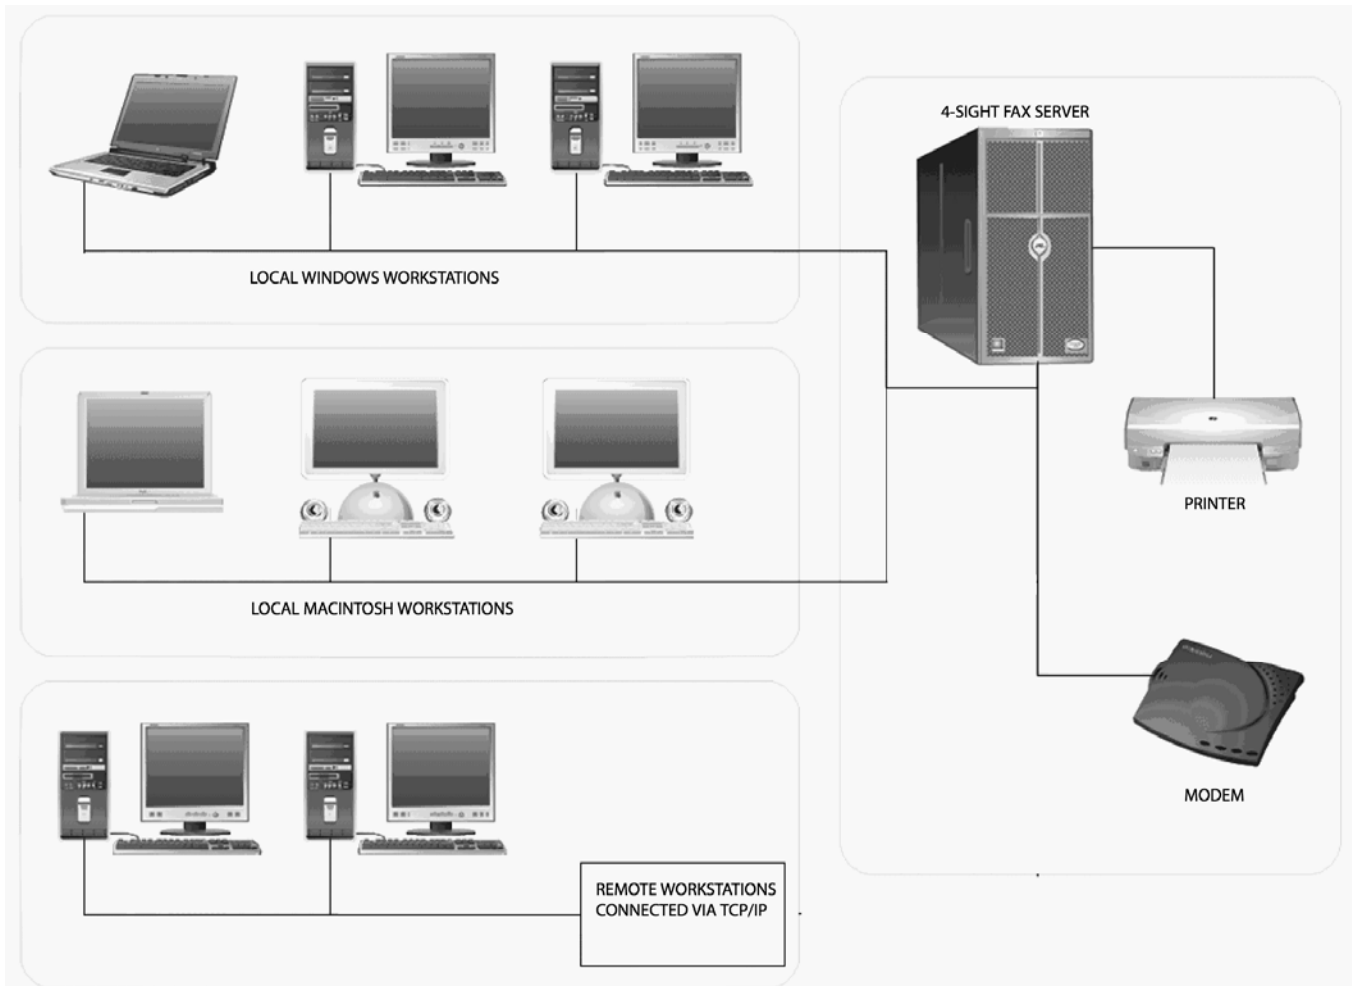 4-SIGHT FAX SERVER
LOCAL WINDOWS WORKSTATIONS
PRINTER
LOCAL MACINTOSH WORKSTATIONS
MODEM
REMOTE WORKSTATIONS
CONNECTED VIA TCP/IP